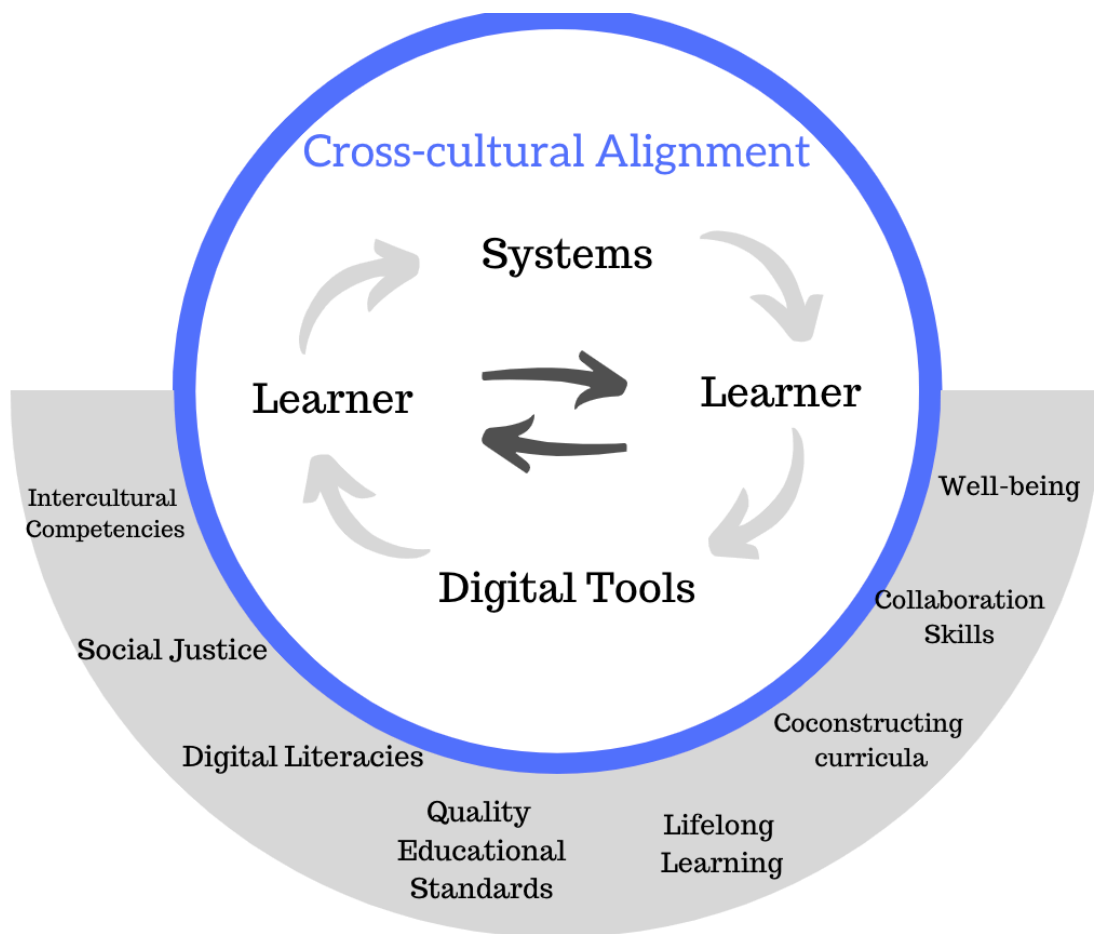 Cross-cultural Alignment
Systems
Learner
Learner
Digital Tools
Intercultural
Competencies
Social Justice
Digital Literacies
Quality
Educational
Standards
Lifelong
Learning
Coconstructing
curricula
Collaboration
Skills
Well-being